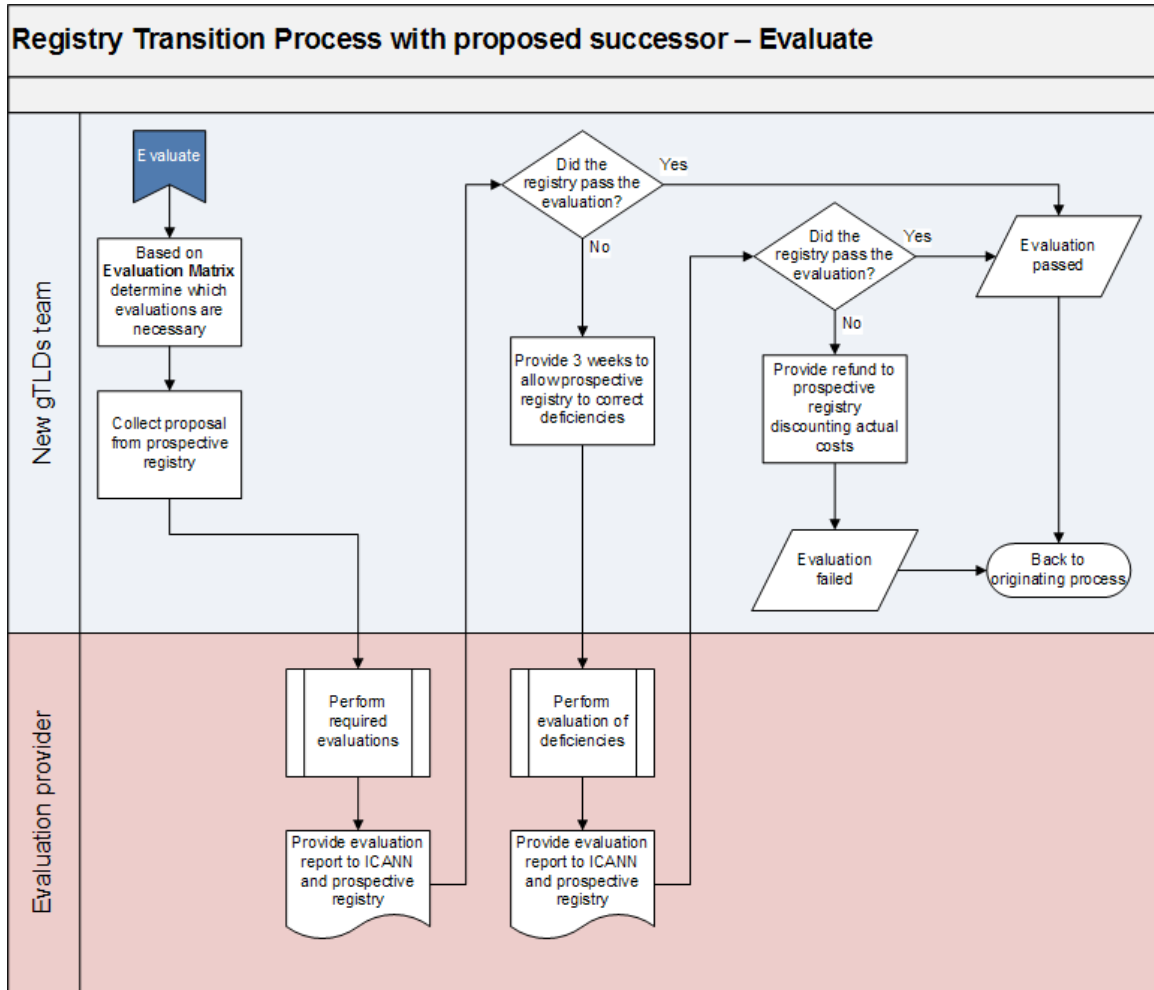 Registry Transition Process with proposed successor – Evaluate
New gTLDs team
Evaluate
Based on
Evaluation Matrix
determine which
evaluations are
necessary
Collect proposal
from prospective
registry
Did the
registry pass the
evaluation?
Yes
No
Provide 3 weeks to
allow prospective
registry to correct
deficiencies
Did the
registry pass the
evaluation?
Yes
No
Provide refund to
prospective
registry
discounting actual
costs
Evaluation
failed
Evaluation
passed
Back to
originating process
Evaluation provider
Perform
required
evaluations
Provide evaluation
report to ICANN
and prospective
registry
Perform
evaluation of
deficiencies
Provide evaluation
report to ICANN
and prospective
registry